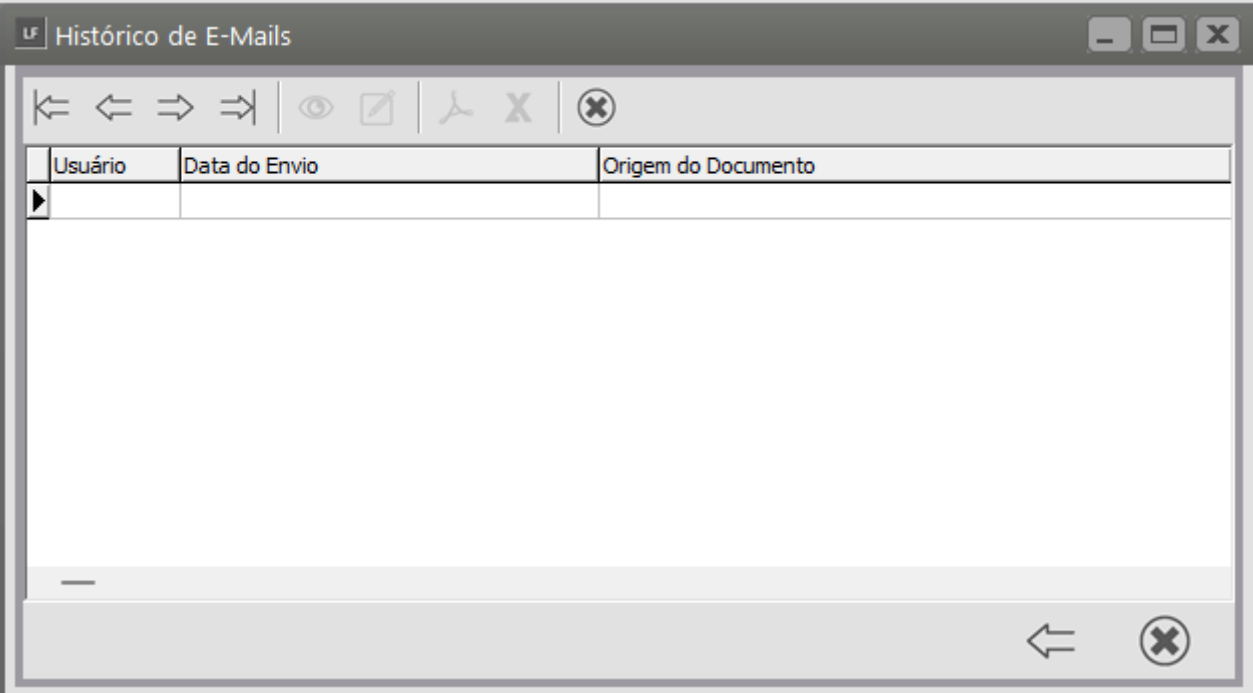 LF Histórico de E-Mails
Usuário Data do Envio Origem do Documento